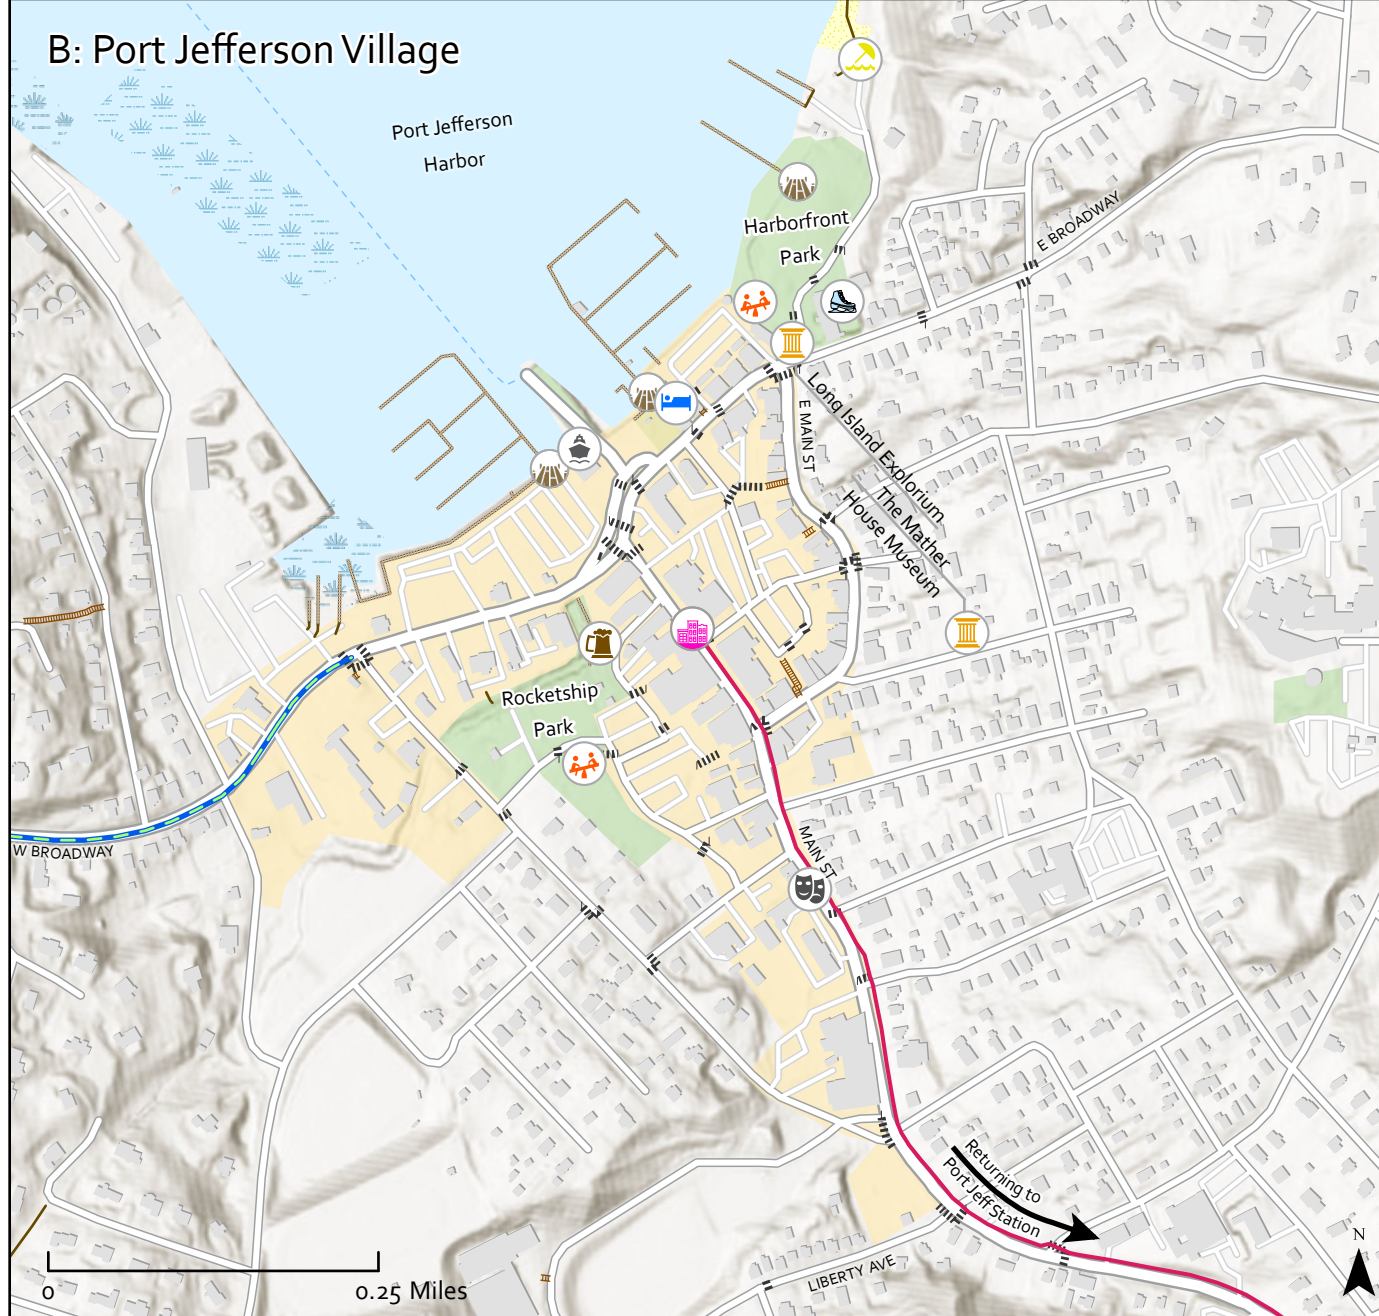 B: Port Jefferson Village
Port Jefferson
Harbor
Harborfront
Park
E BROADWAY
Long Island Explorium
E MAIN ST
The Mather
House Museum
Rocketship
Park
W BROADWAY
MAIN ST
Returning to
Port Jeff Station
LIBERTY AVE
N
0
0.25 Miles